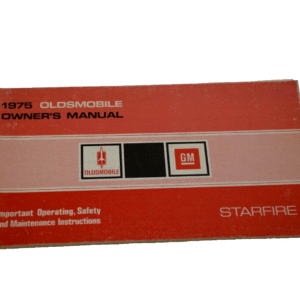 1975 OLDSMOBILE
OWNER'S MANUAL
OLDSMOBILE
GM
Important Operating, Safety
and Maintenance Instructions
STARFIRE